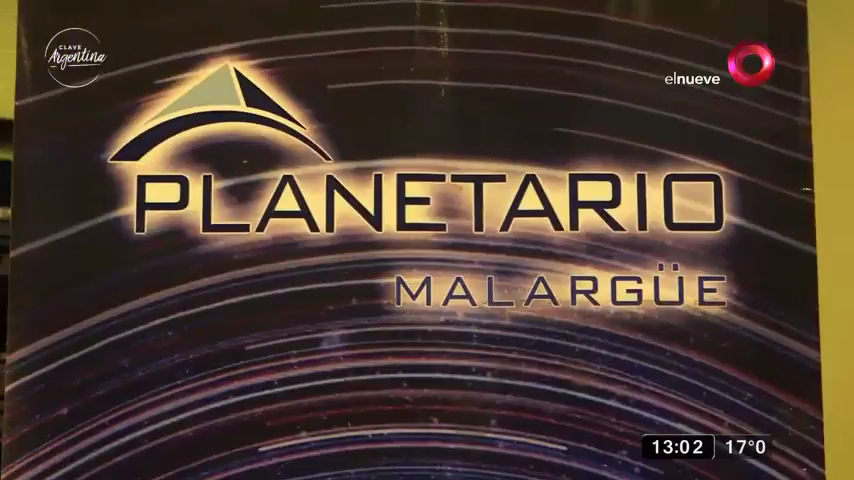 CLAVE
Argentina
elnueve
PLANETARIO
MALARGÜE
13:02 17°0